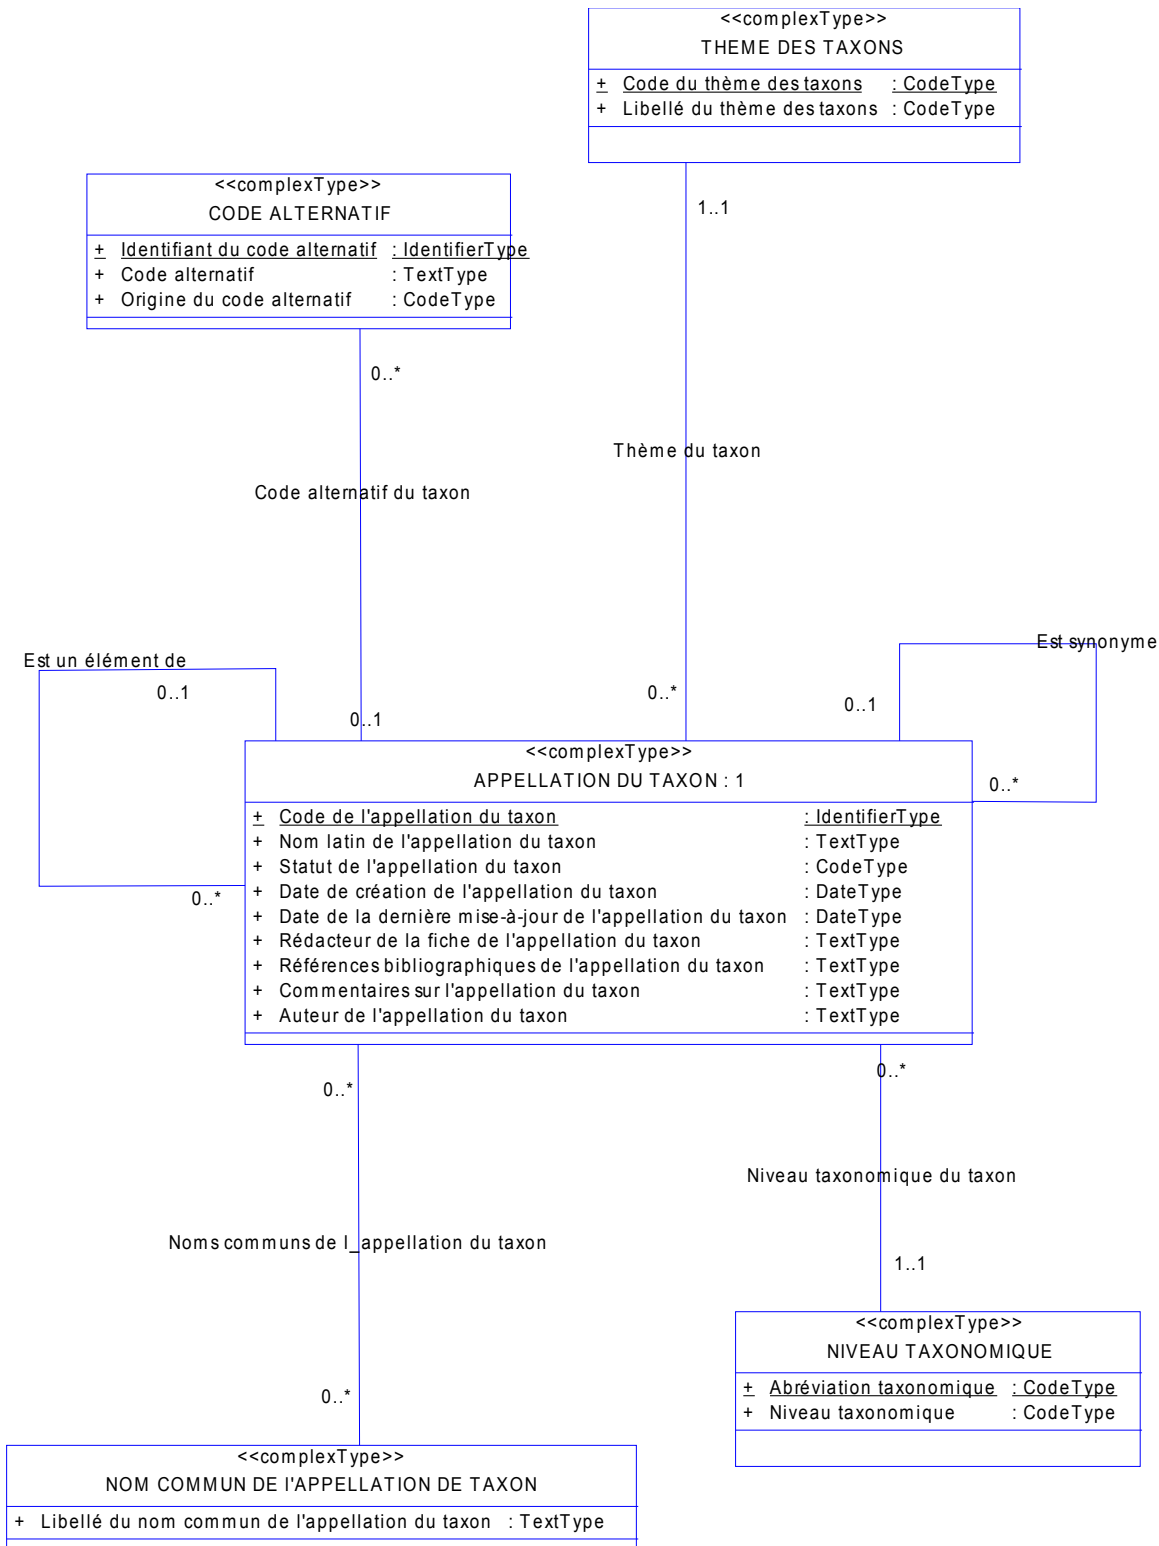 <<complexType>>
THEME DES TAXONS
+ Code du thème des taxons : CodeType
+ Libellé du thème des taxons : CodeType
<<complexType>>
CODE ALTERNATIF
+ Identifiant du code alternatif : IdentifierType
+ Code alternatif : TextType
+ Origine du code alternatif : CodeType
1..1
0..*
Thème du taxon
Code alternatif du taxon
Est un élément de
0..1
0..1
0..*
Est synonyme
0..1
0..*
<<complexType>>
APPELLATION DU TAXON : 1
+ Code de l'appellation du taxon : IdentifierType
+ Nom latin de l'appellation du taxon : TextType
+ Statut de l'appellation du taxon : CodeType
+ Date de création de l'appellation du taxon : DateType
+ Date de la dernière mise-à-jour de l'appellation du taxon : DateType
+ Rédacteur de la fiche de l'appellation du taxon : TextType
+ Références bibliographiques de l'appellation du taxon : TextType
+ Commentaires sur l'appellation du taxon : TextType
+ Auteur de l'appellation du taxon : TextType
0..*
0..*
0..*
Niveau taxonomique du taxon
Noms communs de l_appellation du taxon
1..1
<<complexType>>
NIVEAU TAXONOMIQUE
+ Abréviation taxonomique : CodeType
+ Niveau taxonomique : CodeType
0..*
<<complexType>>
NOM COMMUN DE l'APPELLATION DE TAXON
+ Libellé du nom commun de l'appellation du taxon : TextType